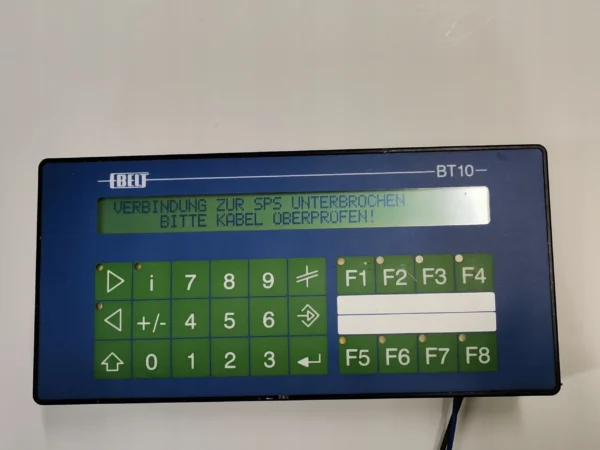 EBELT
BT10
VERBINDUNG ZUR SPS UNTERBROCHEN
BITTE KABEL ÜBERPRÜFEN!
i 7 8 9
F1 F2 F3 F4
+/- 4 5 6
0 1 2 3
F5 F6 F7 F8